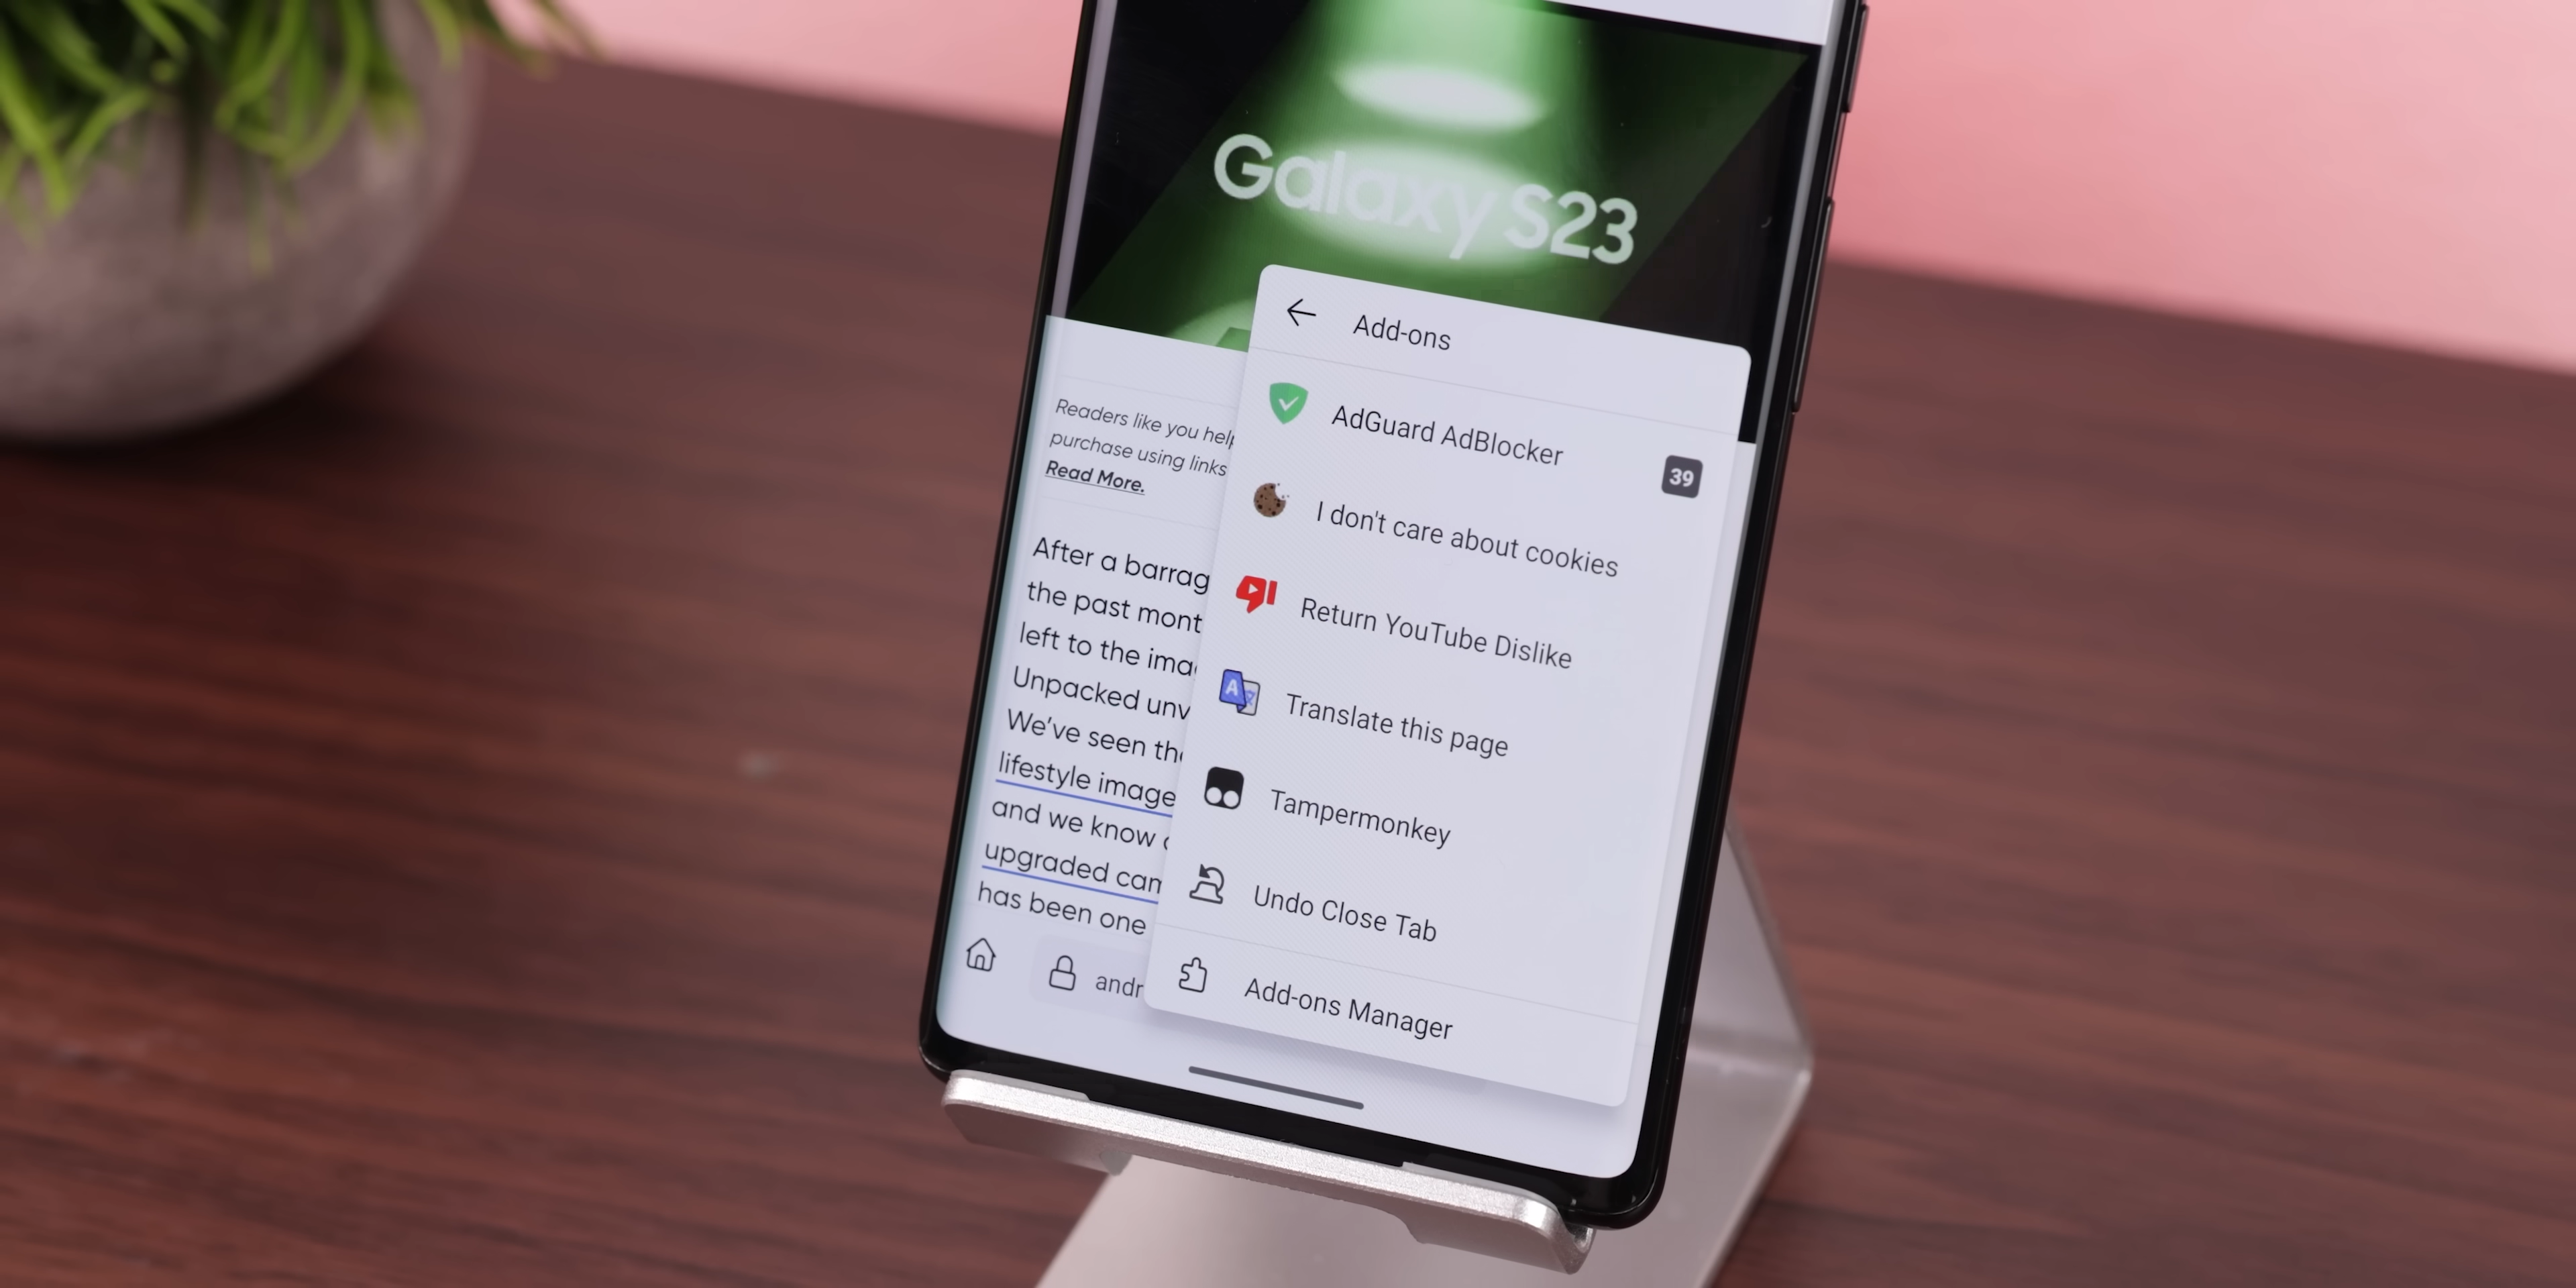 Galaxy S23
Add-ons
AdGuard AdBlocker
39
I don't care about cookies
Return YouTube Dislike
Translate this page
Tampermonkey
Undo Close Tab
Add-ons Manager
Readers like you help
purchase using links
Read More.
After a barrag
the past mont
left to the ima
Unpacked unv
We've seen the
lifestyle image
and we know
upgraded cam
has been one
andr